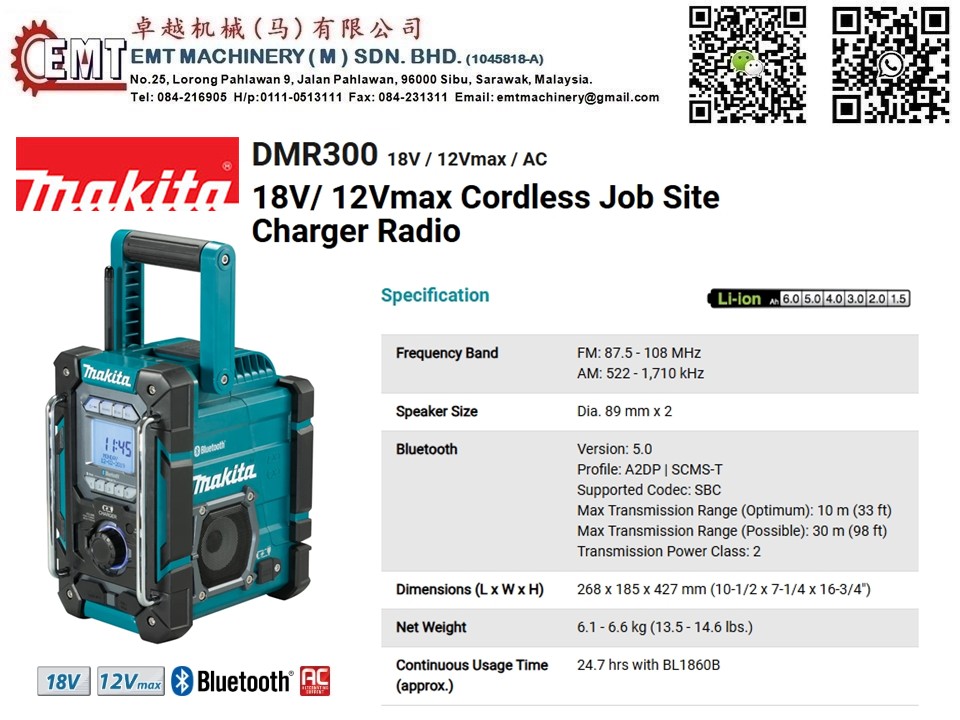 卓越机械(马)有限公司
EMT
EMT MACHINERY ( M ) SDN. BHD. (1045818-A)
No.25, Lorong Pahlawan 9, Jalan Pahlawan, 96000 Sibu, Sarawak, Malaysia.
Tel: 084-216905 H/p:0111-0513111 Fax: 084-231311 Email: emtmachinery@gmail.com
makita®
DMR300 18V / 12Vmax / AC
18V/ 12Vmax Cordless Job Site
Charger Radio
Specification
Li-ion Ah 6.0 5.0 4.0 3.0 2.0 1.5
Frequency Band
FM: 87.5 - 108 MHz
AM: 522 - 1,710 kHz
Speaker Size
Dia. 89 mm x 2
Bluetooth
Version: 5.0
Profile: A2DP | SCMS-T
Supported Codec: SBC
Max Transmission Range (Optimum): 10 m (33 ft)
Max Transmission Range (Possible): 30 m (98 ft)
Transmission Power Class: 2
Dimensions (L x W x H)
268 x 185 x 427 mm (10-1/2 x 7-1/4 x 16-3/4")
Net Weight
6.1 - 6.6 kg (13.5 - 14.6 lbs.)
Continuous Usage Time
(approx.)
24.7 hrs with BL1860B
makita
11:45
MONDAY
Bluetooth
makita
CHARGER
18V
12Vmax
Bluetooth®
AC
ALTERNATING
CURRENT